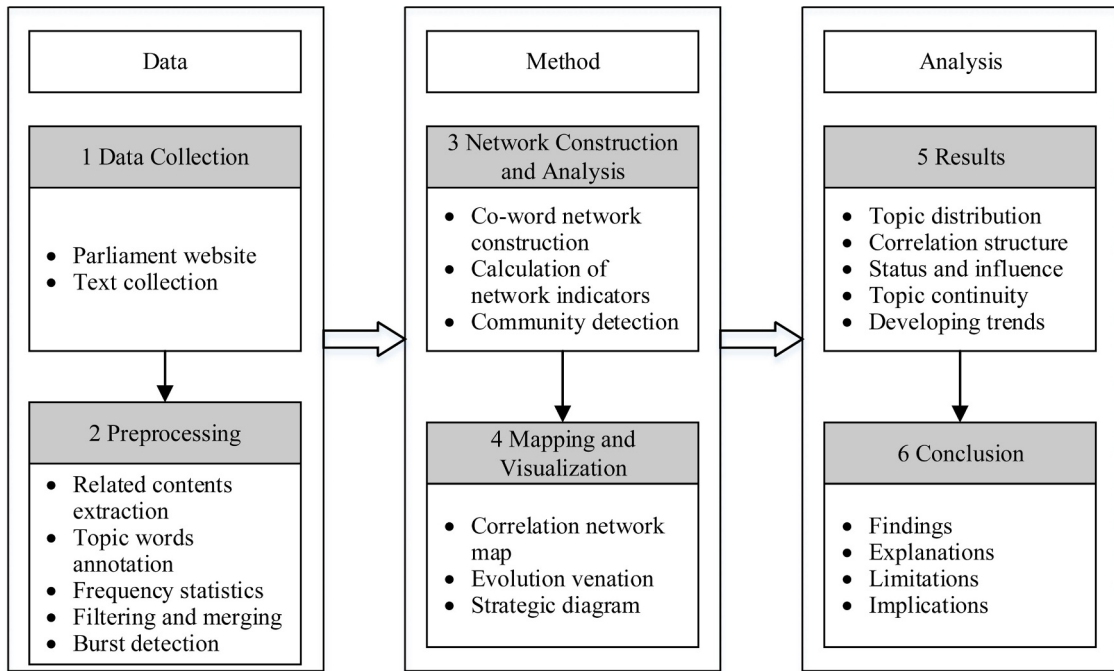 Data
1 Data Collection
• Parliament website
• Text collection
2 Preprocessing
• Related contents
extraction
• Topic words
annotation
• Frequency statistics
• Filtering and merging
• Burst detection
Method
3 Network Construction
and Analysis
• Co-word network
construction
• Calculation of
network indicators
• Community detection
4 Mapping and
Visualization
• Correlation network
map
• Evolution venation
• Strategic diagram
Analysis
5 Results
• Topic distribution
• Correlation structure
• Status and influence
• Topic continuity
• Developing trends
6 Conclusion
• Findings
• Explanations
• Limitations
• Implications